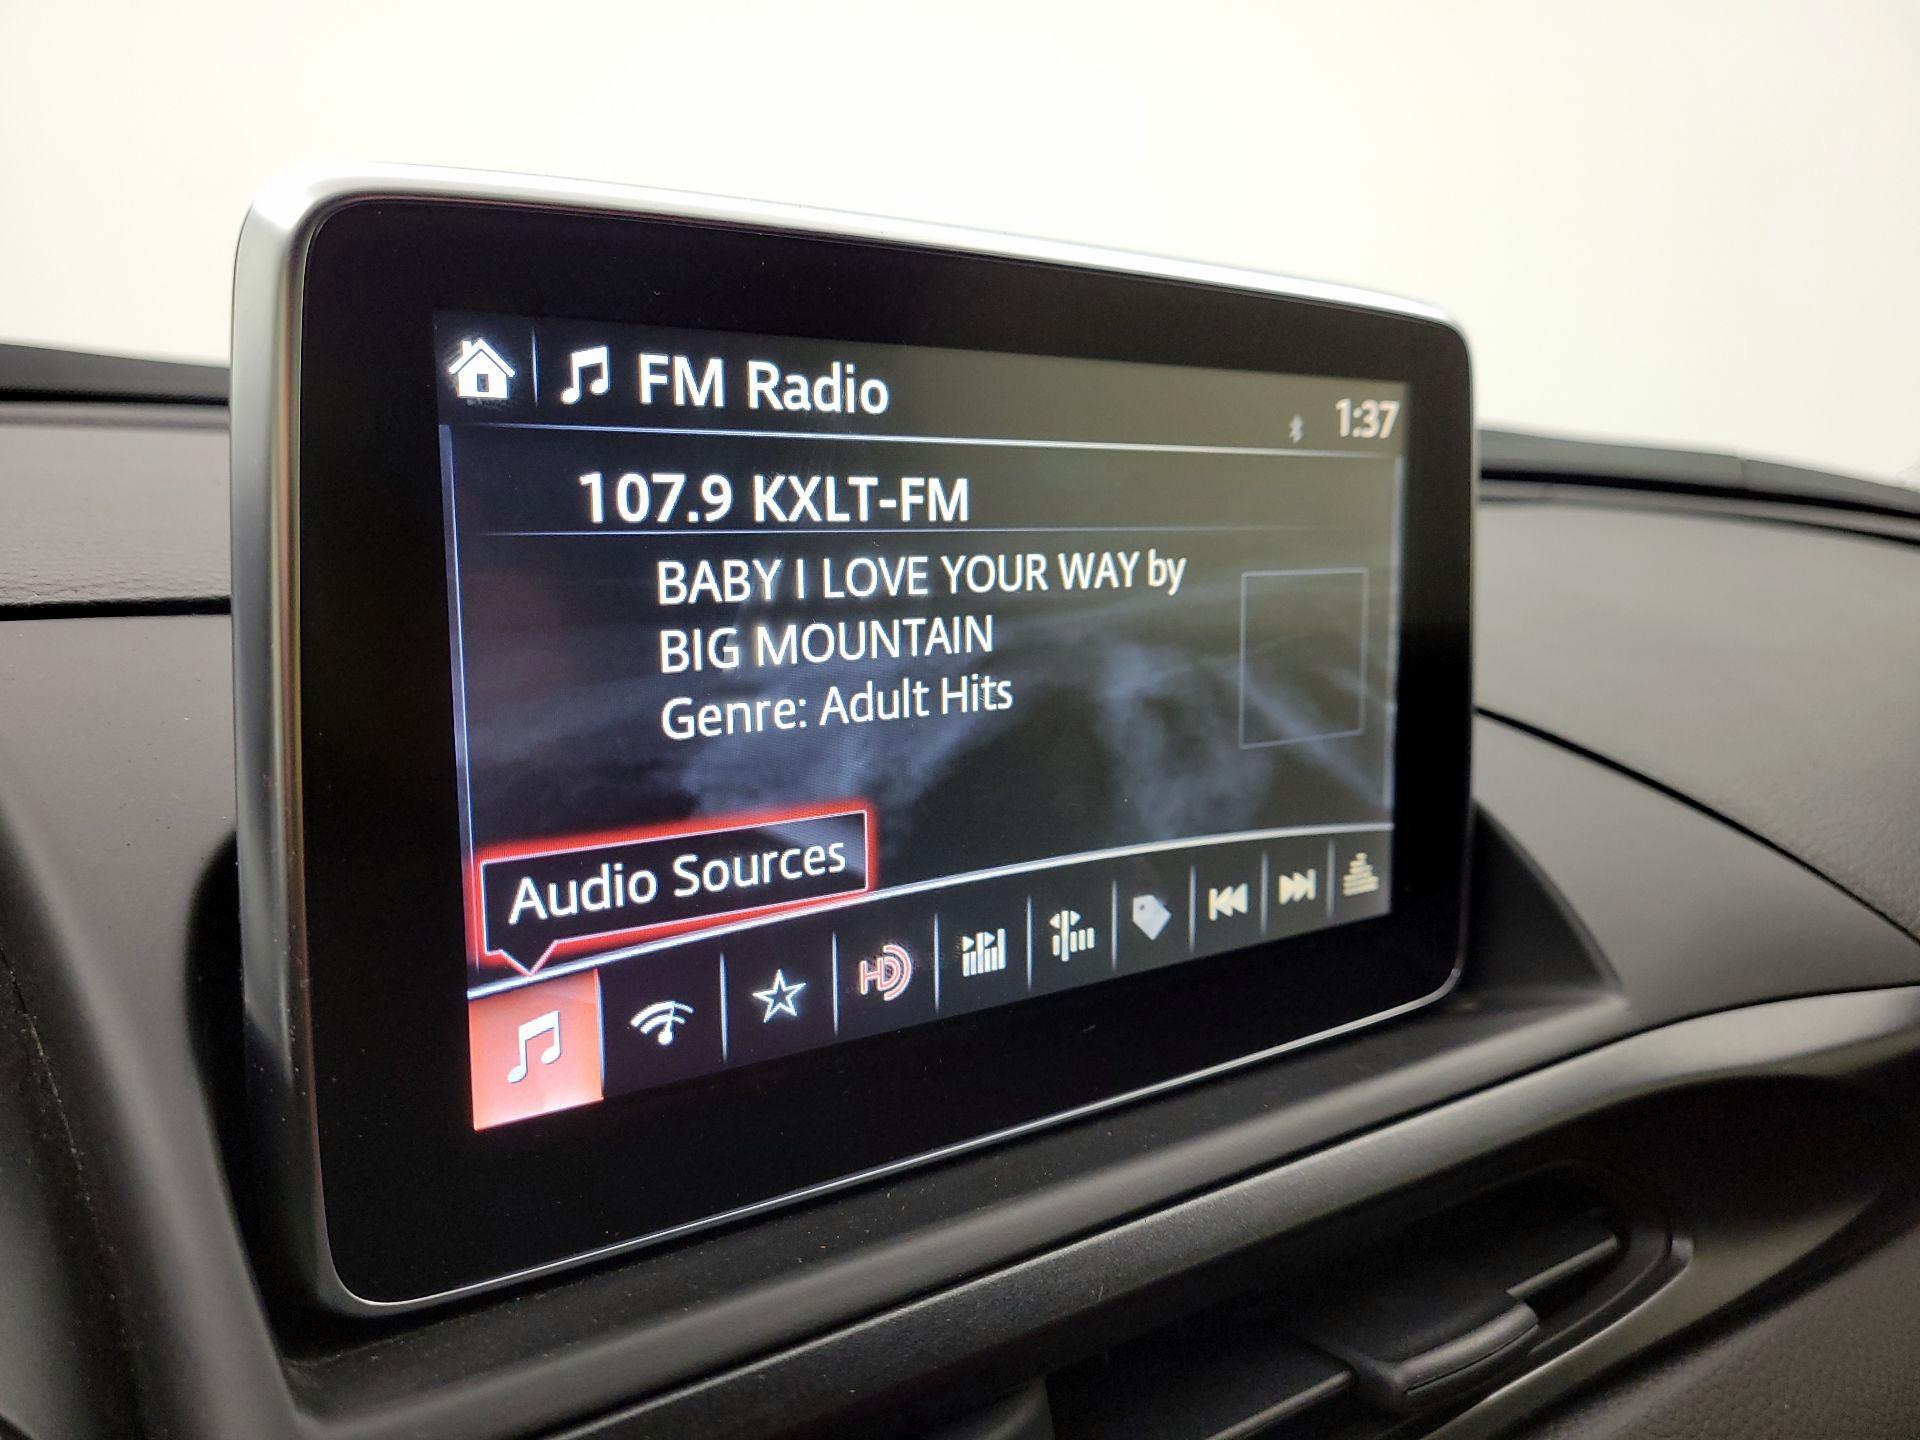 FM Radio
1:37
107.9 KXLT-FM
BABY I LOVE YOUR WAY by
BIG MOUNTAIN
Genre: Adult Hits
Audio Sources
HD